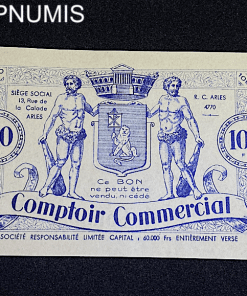 PNUMIS
SIÈGE SOCIAL
13, Rue de
la Calade
ARLES
R. C. ARLES
4770
0
10
Ce BON
ne peut être
vendu, ni cédé
Comptoir Commercial
SOCIÉTÉ RESPONSABILITÉ LIMITÉE CAPITAL : 60.000 frs ENTIÈREMENT VERSÉ